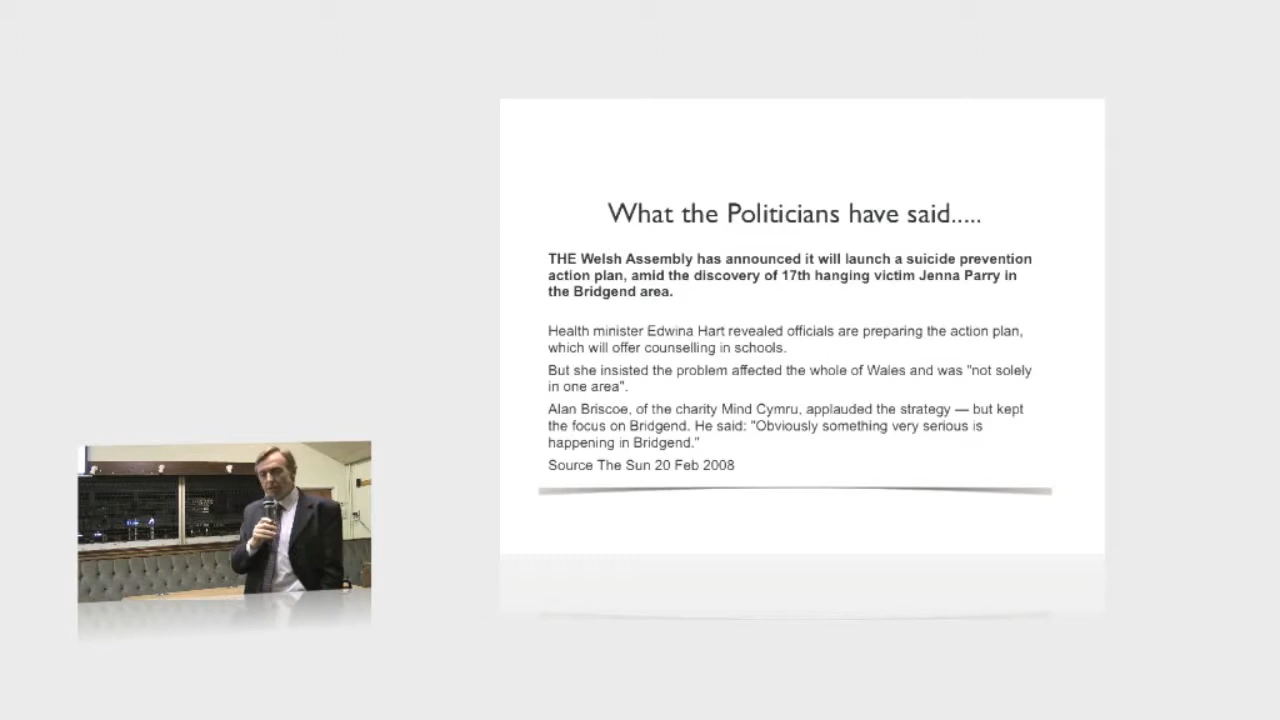 What the Politicians have said.....
THE Welsh Assembly has announced it will launch a suicide prevention
action plan, amid the discovery of 17th hanging victim Jenna Parry in
the Bridgend area.
Health minister Edwina Hart revealed officials are preparing the action plan,
which will offer counselling in schools.
But she insisted the problem affected the whole of Wales and was "not solely
in one area".
Alan Briscoe, of the charity Mind Cymru, applauded the strategy — but kept
the focus on Bridgend. He said: "Obviously something very serious is
happening in Bridgend."
Source The Sun 20 Feb 2008